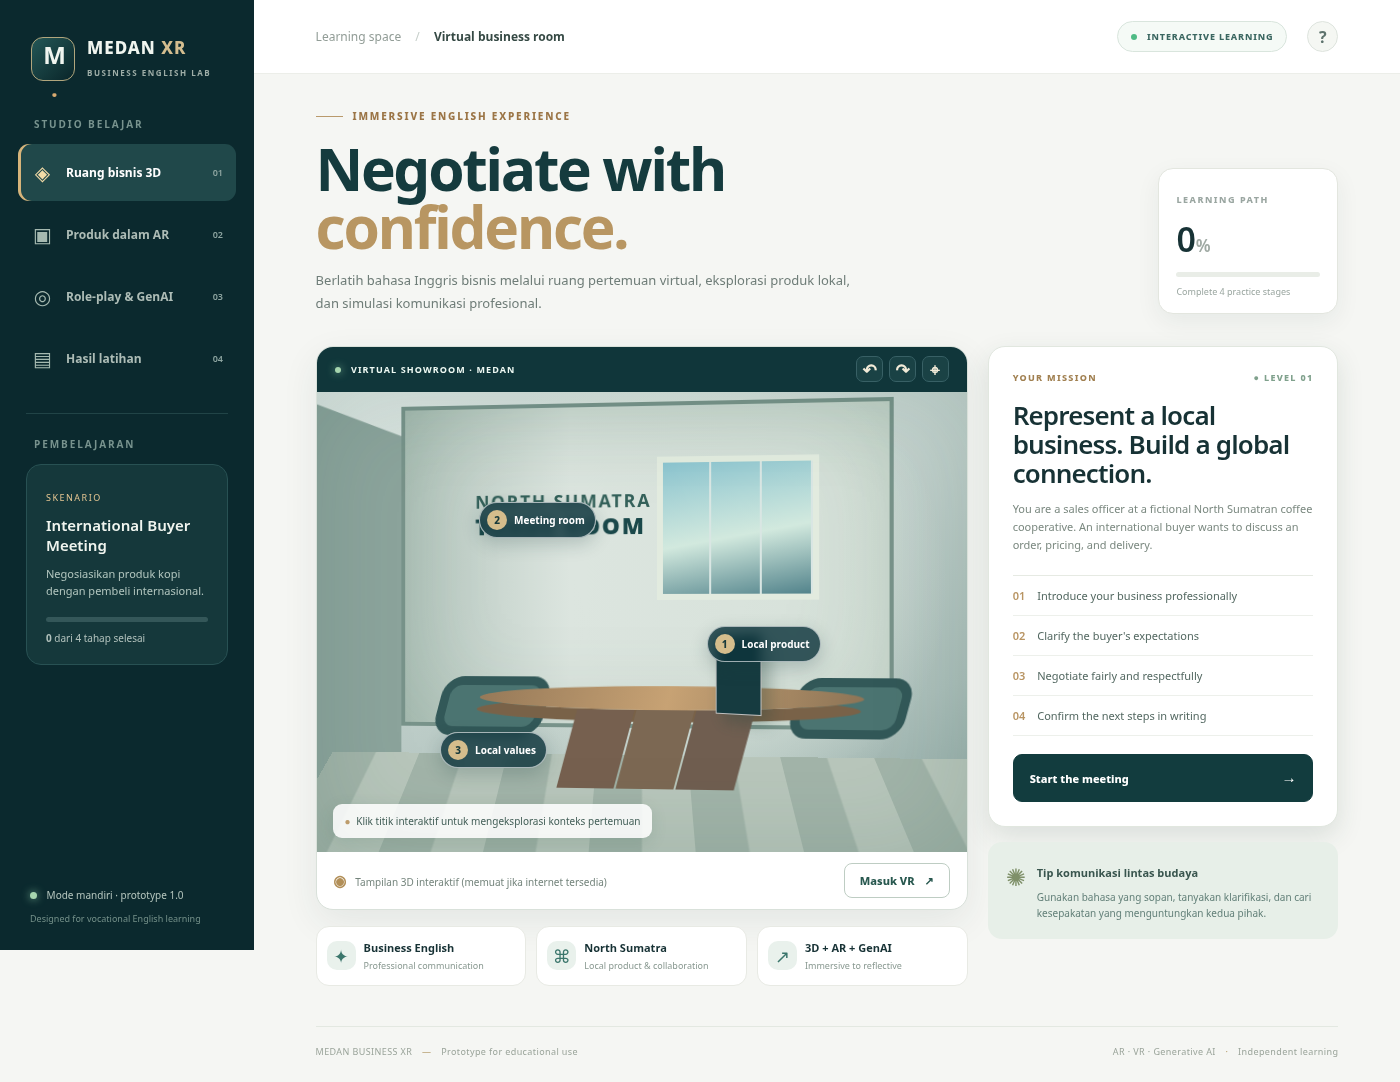 M
MEDAN XR
BUSINESS ENGLISH LAB
STUDIO BELAJAR
Ruang bisnis 3D 01
Produk dalam AR 02
Role-play & GenAI 03
Hasil latihan 04
PEMBELAJARAN
SKENARIO
International Buyer
Meeting
Negosiasikan produk kopi
dengan pembeli internasional.
0 dari 4 tahap selesai
Mode mandiri · prototype 1.0
Designed for vocational English learning
Learning space / Virtual business room
INTERACTIVE LEARNING
?
IMMERSIVE ENGLISH EXPERIENCE
Negotiate with
confidence.
Berlatih bahasa Inggris bisnis melalui ruang pertemuan virtual, eksplorasi produk lokal,
dan simulasi komunikasi profesional.
LEARNING PATH
0%
Complete 4 practice stages
VIRTUAL SHOWROOM · MEDAN
NORTH SUMATRA
2 Meeting room
1 Local product
3 Local values
Klik titik interaktif untuk mengeksplorasi konteks pertemuan
Tampilan 3D interaktif (memuat jika internet tersedia)
Masuk VR ↗
Business English
Professional communication
North Sumatra
Local product & collaboration
3D + AR + GenAI
Immersive to reflective
YOUR MISSION
• LEVEL 01
Represent a local
business. Build a global
connection.
You are a sales officer at a fictional North Sumatran coffee
cooperative. An international buyer wants to discuss an
order, pricing, and delivery.
01 Introduce your business professionally
02 Clarify the buyer's expectations
03 Negotiate fairly and respectfully
04 Confirm the next steps in writing
Start the meeting →
Tip komunikasi lintas budaya
Gunakan bahasa yang sopan, tanyakan klarifikasi, dan cari
kesepakatan yang menguntungkan kedua pihak.
MEDAN BUSINESS XR — Prototype for educational use
AR · VR · Generative AI · Independent learning